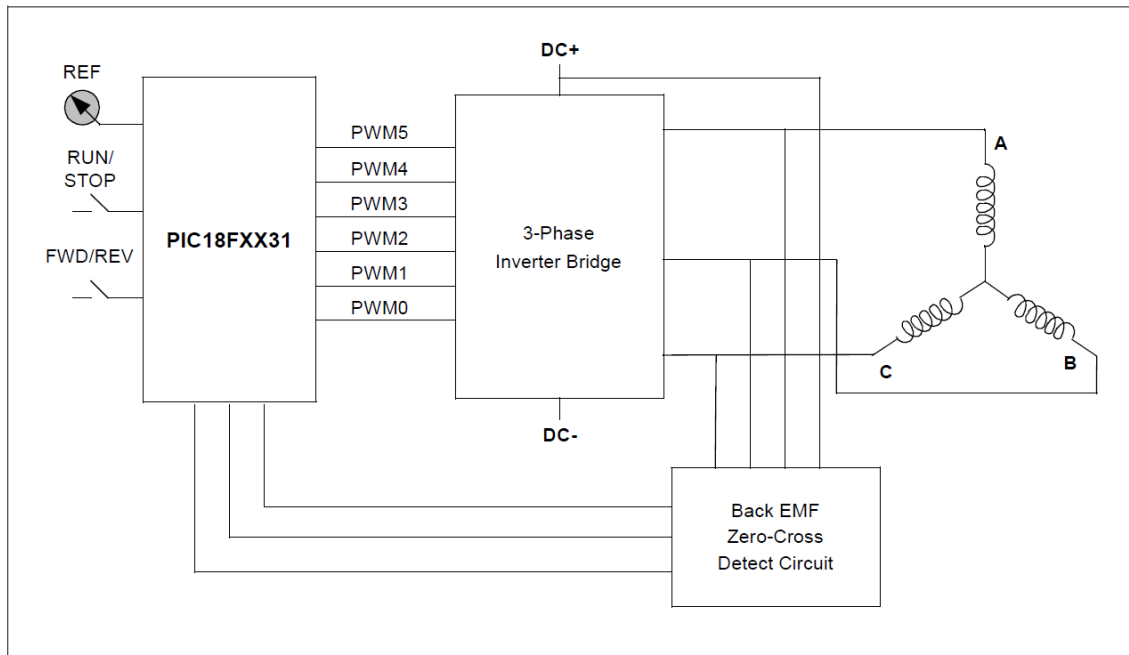 REF
RUN/
STOP
FWD/REV
PIC18FXX31
PWM5
PWM4
PWM3
PWM2
PWM1
PWM0
DC+
3-Phase
Inverter Bridge
DC-
A
C
B
Back EMF
Zero-Cross
Detect Circuit